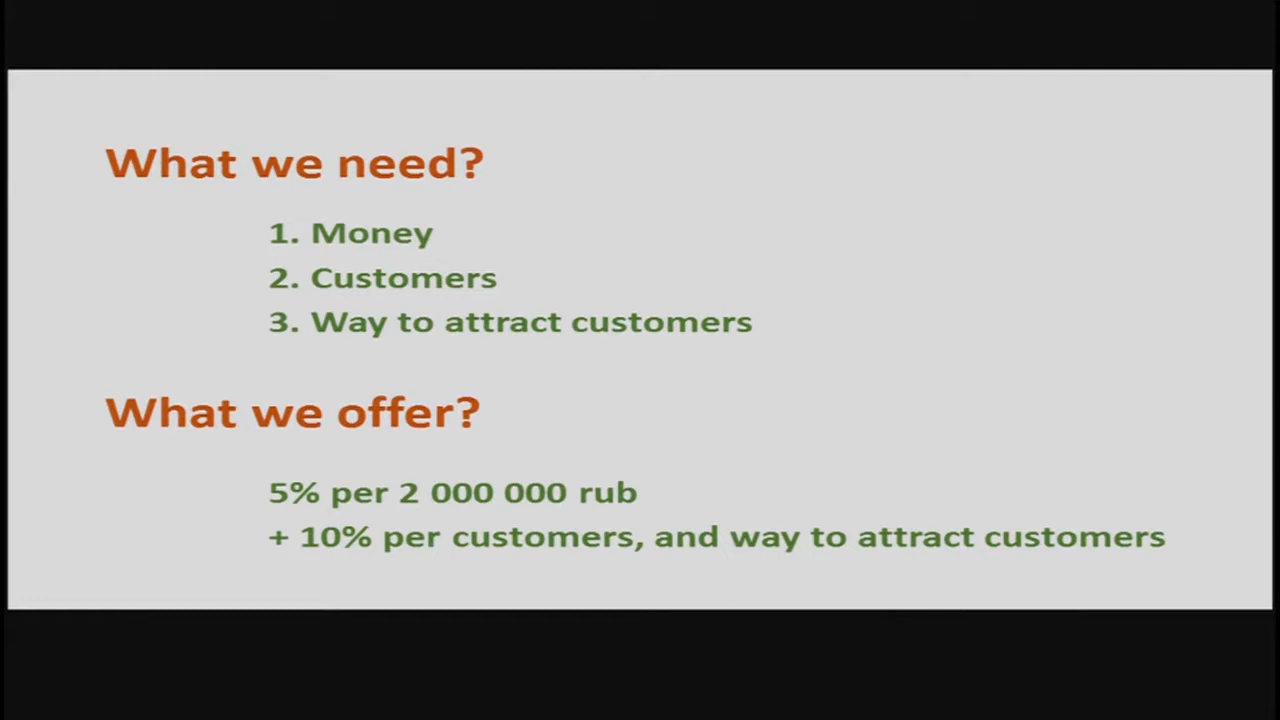 What we need?
1. Money
2. Customers
3. Way to attract customers
What we offer?
5% per 2 000 000 rub
+ 10% per customers, and way to attract customers